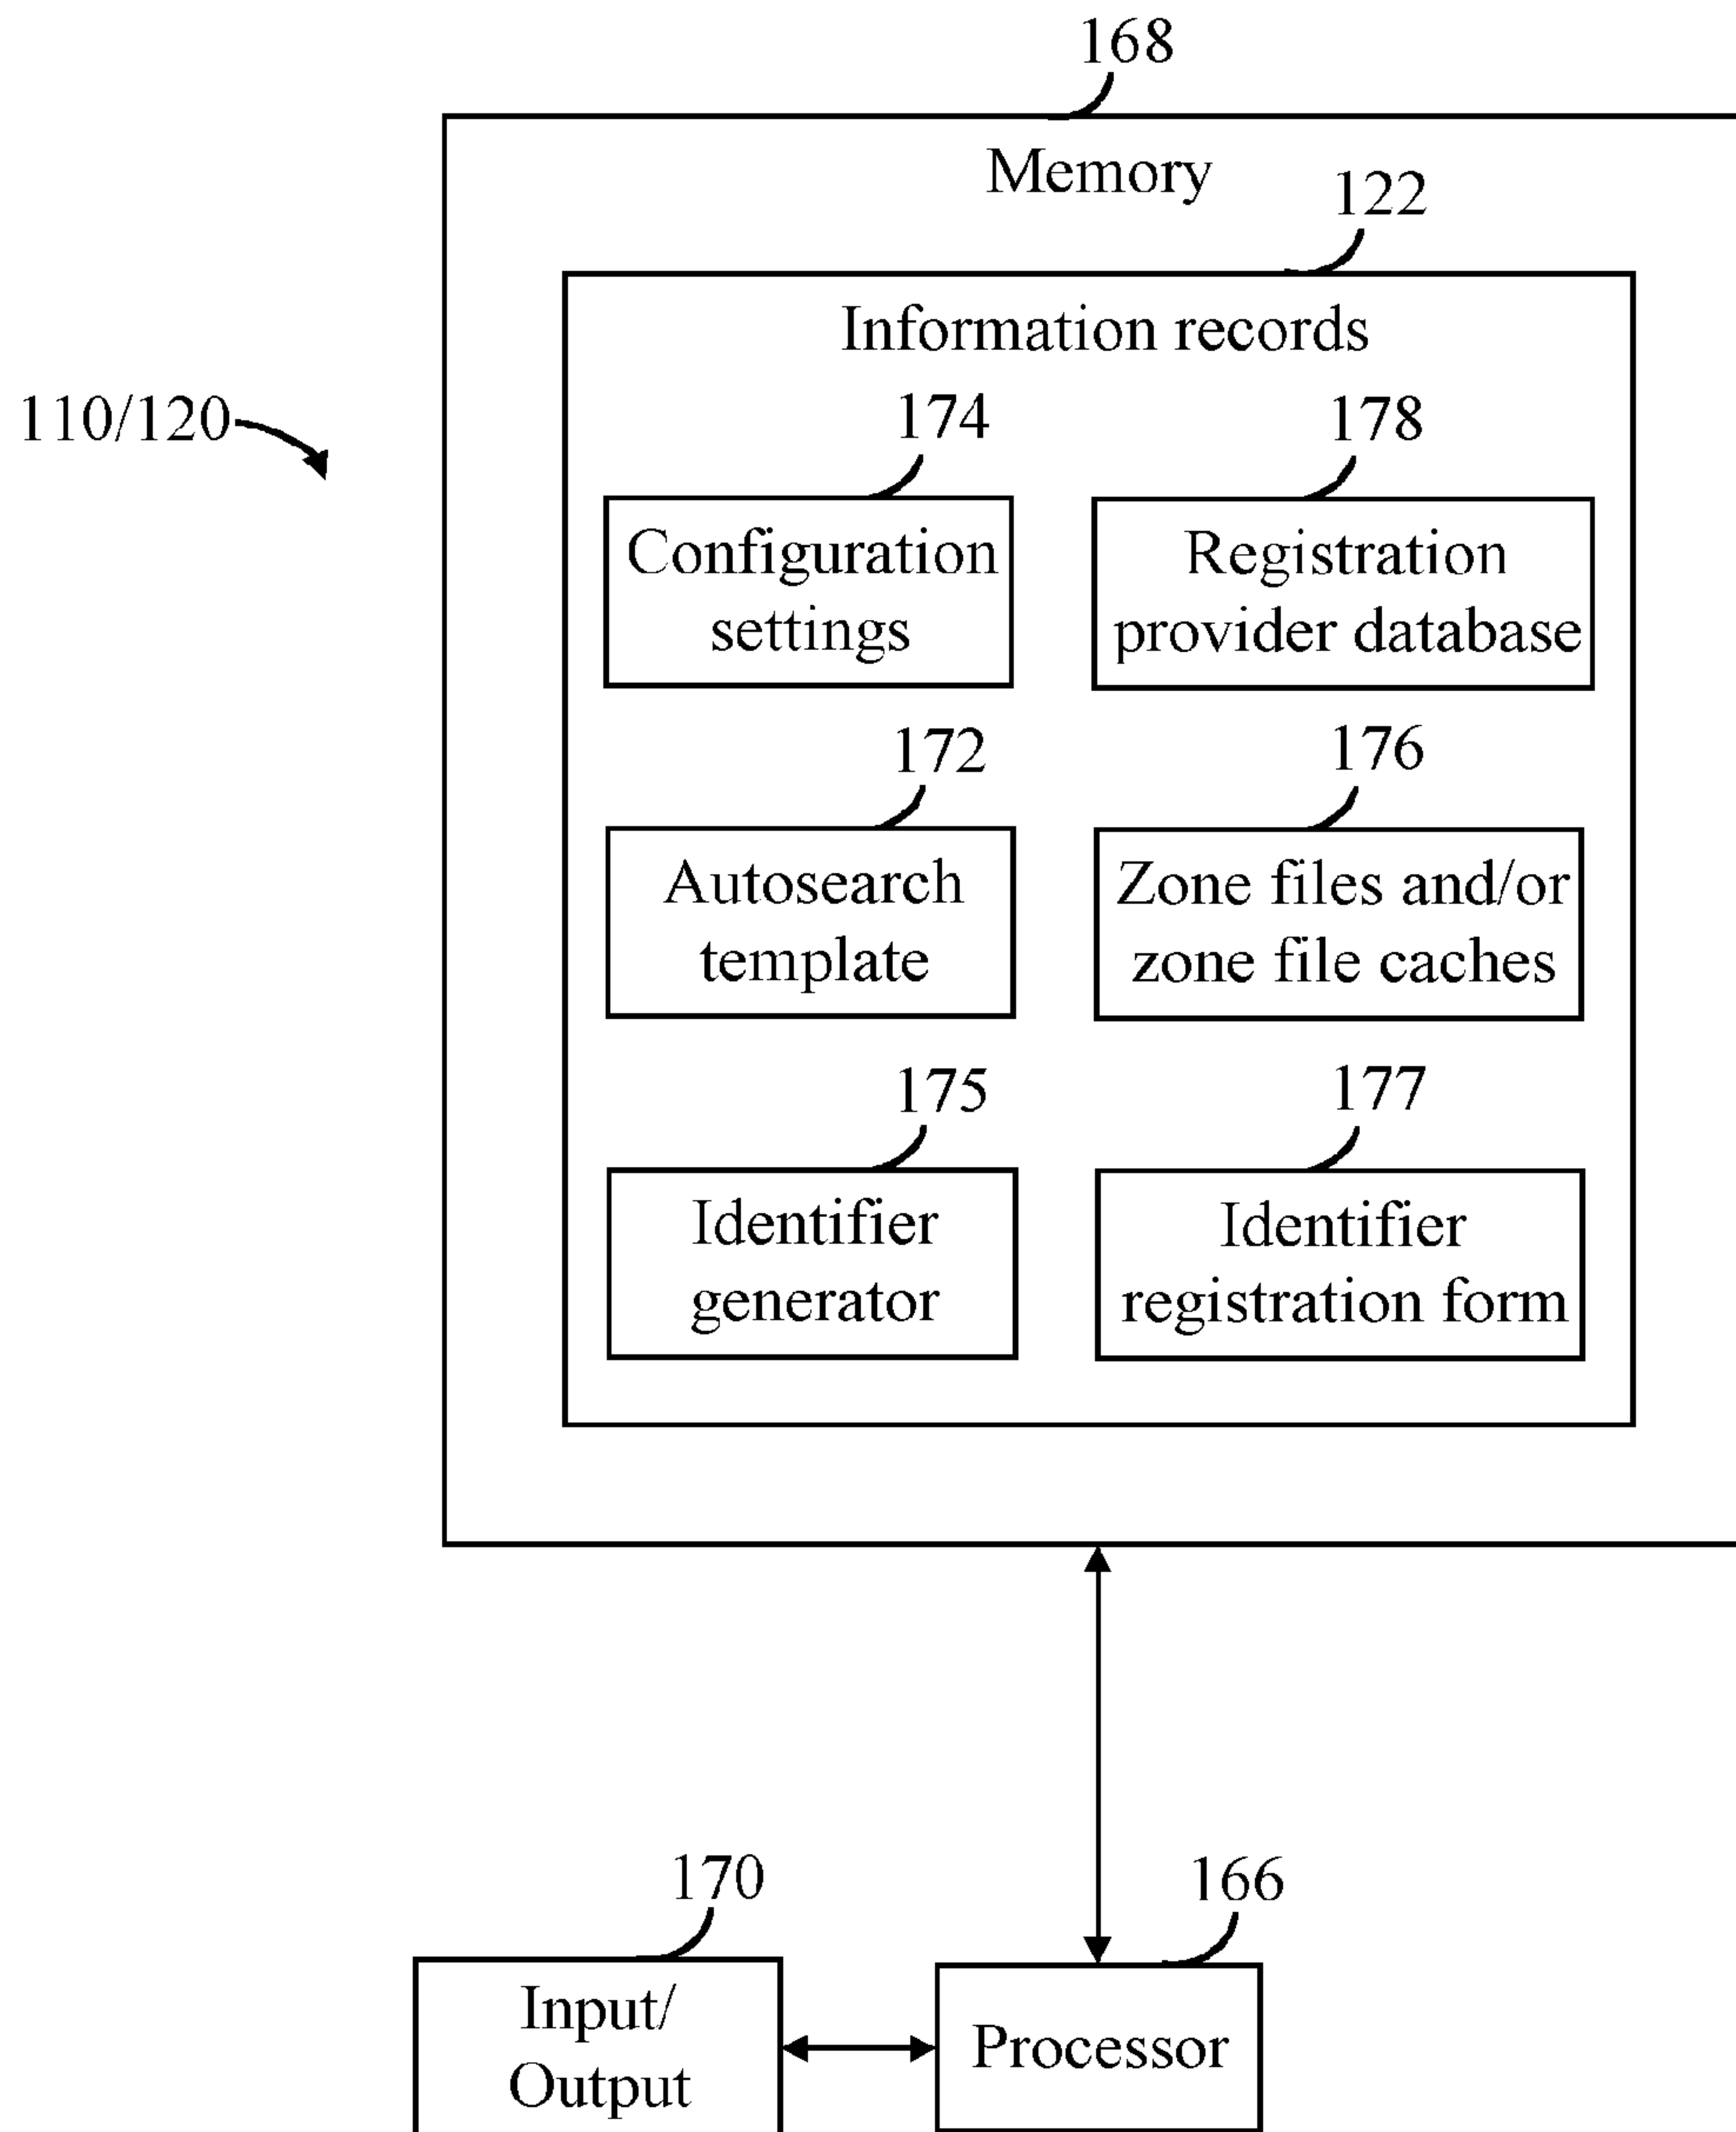 168
Memory
122
Information records
110/120
174
178
Configuration
settings
Registration
provider database
172
176
Autosearch
template
Zone files and/or
zone file caches
175
177
Identifier
generator
Identifier
registration form
170
166
Input/
Output
Processor